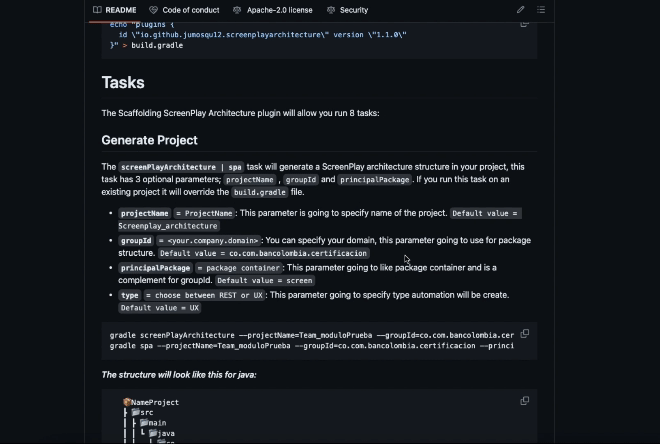 README Code of conduct Apache-2.0 license Security
echo "plugins {
id \"io.github.jumosqu12.screenplayarchitecture\" version \"1.1.0\"
}" > build.gradle
Tasks
The Scaffolding ScreenPlay Architecture plugin will allow you run 8 tasks:
Generate Project
The screenPlayArchitecture | spa task will generate a ScreenPlay architecture structure in your project, this
task has 3 optional parameters; projectName , groupId and principalPackage . If you run this task on an
existing project it will override the build.gradle file.
• projectName = ProjectName : This parameter is going to specify name of the project. Default value =
Screenplay_architecture
• groupId = <your.company.domain> : You can specify your domain, this parameter going to use for package
structure. Default value = co.com.bancolombia.certificacion
• principalPackage = package container : This parameter going to like package container and is a
complement for groupId. Default value = screen
• type = choose between REST or UX : This parameter going to specify type automation will be create.
Default value = UX
gradle screenPlayArchitecture --projectName=Team_moduloPrueba --groupId=co.com.bancolombia.cer
gradle spa --projectName=Team_moduloPrueba --groupId=co.com.bancolombia.certificacion --princi
The structure will look like this for java:
📦NameProject
┣ 📂src
┃ ┣ 📂main
┃ ┃ ┗ 📂java